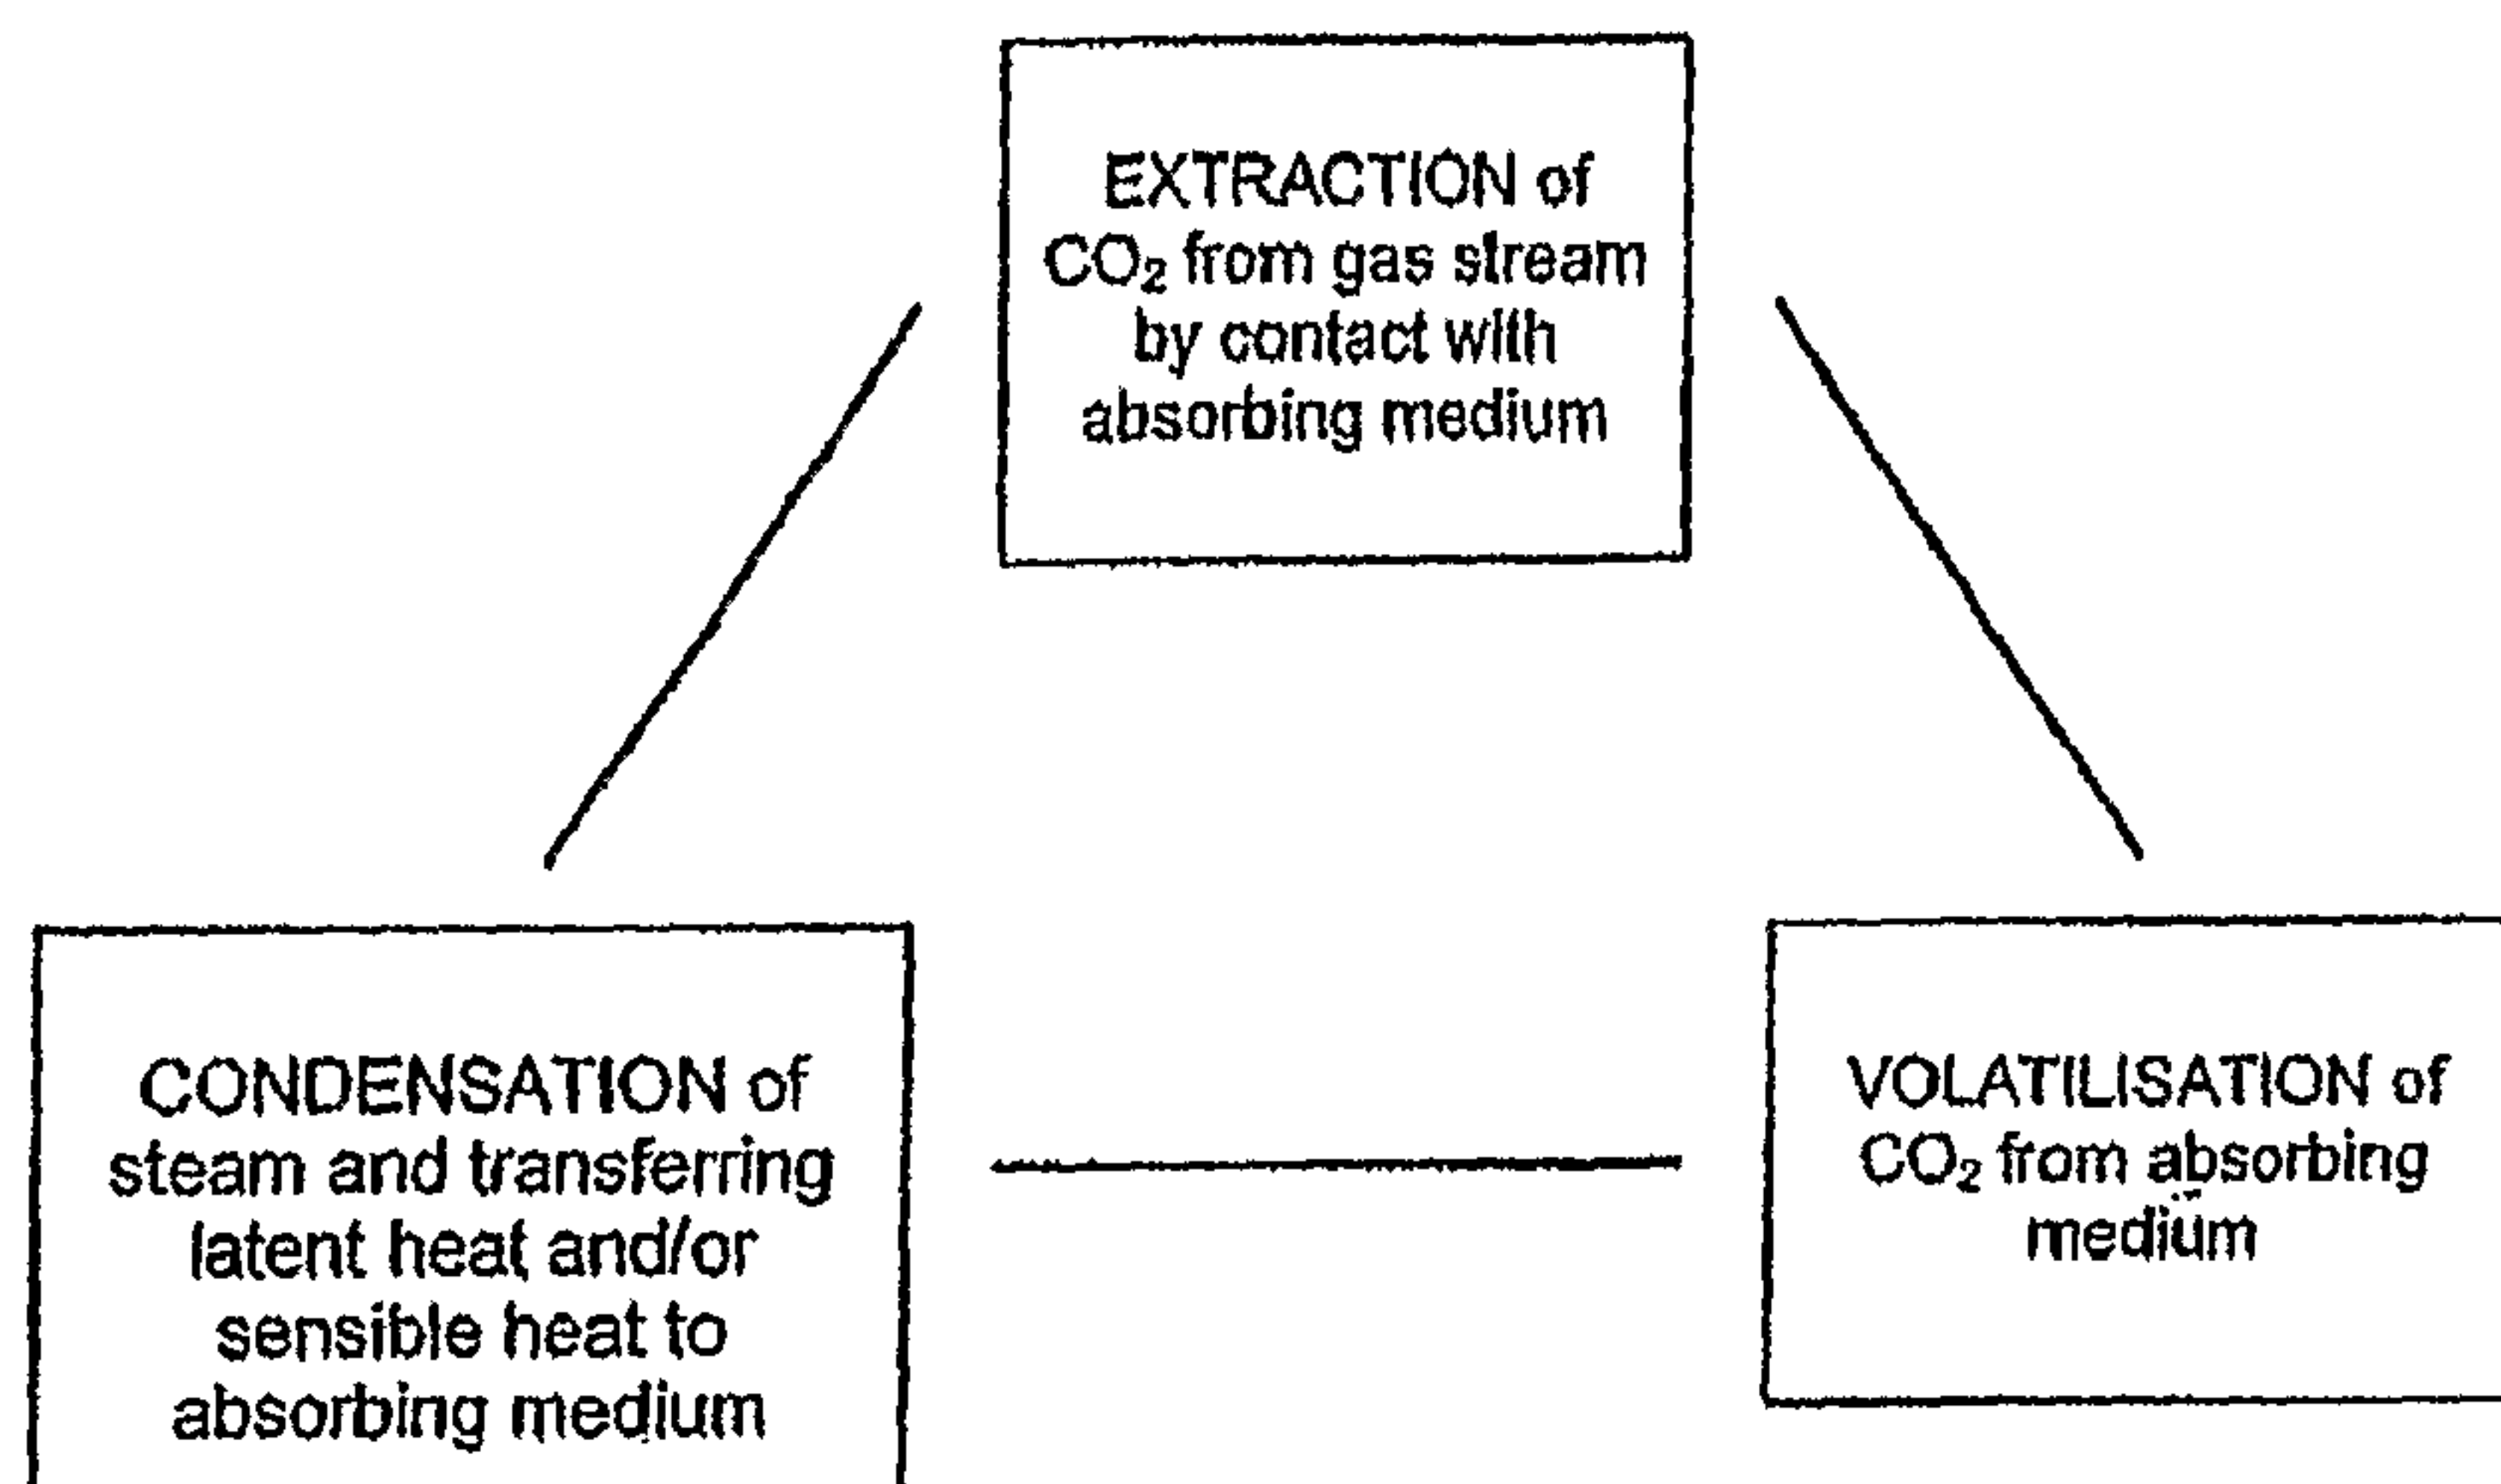 EXTRACTION of
CO₂ from gas stream
by contact with
absorbing medium
CONDENSATION of
steam and transferring
latent heat and/or
sensible heat to
absorbing medium
VOLATILISATION of
CO₂ from absorbing
medium